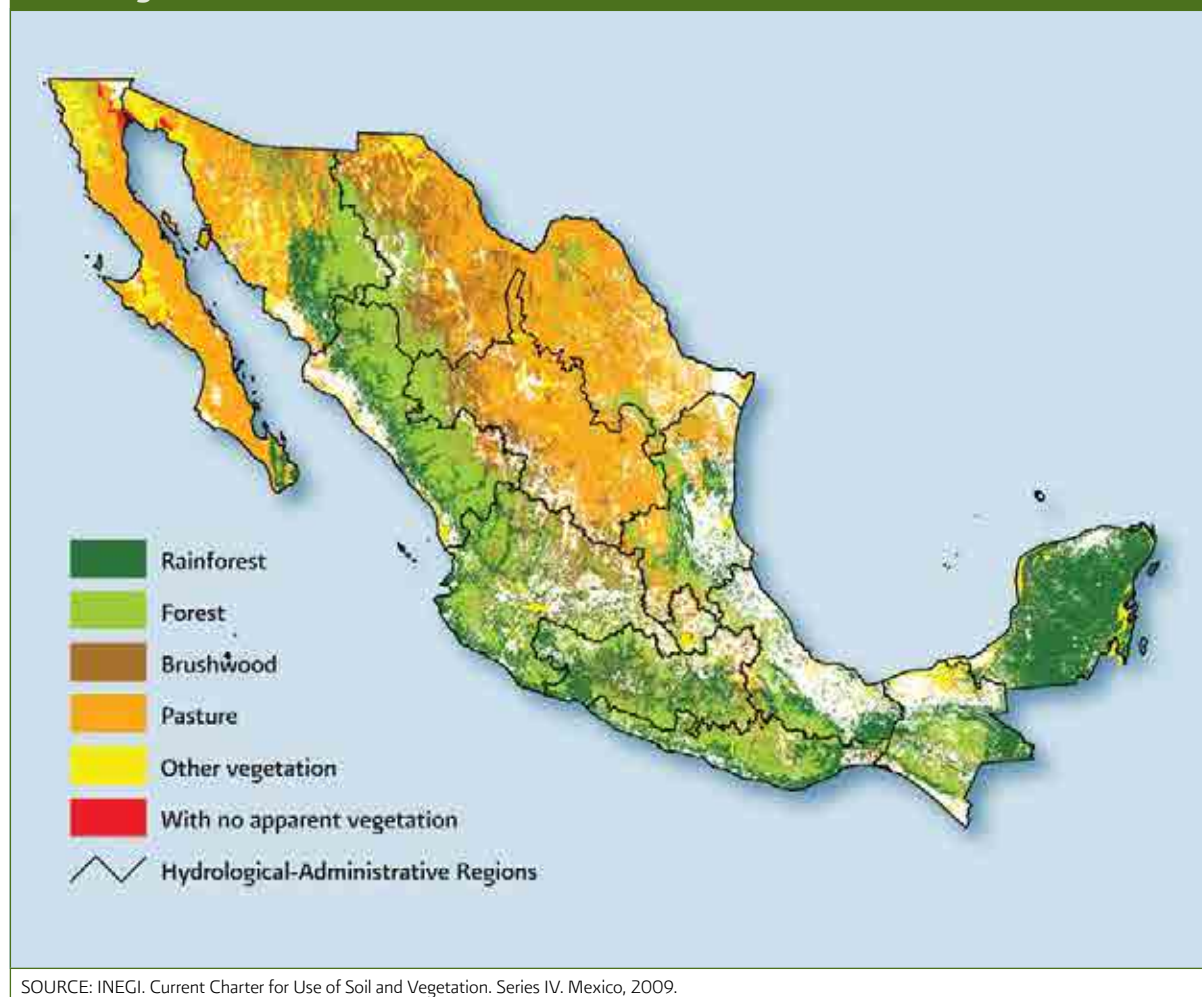 Rainforest
Forest
Brushwood
Pasture
Other vegetation
With no apparent vegetation
Hydrological-Administrative Regions
SOURCE: INEGI. Current Charter for Use of Soil and Vegetation. Series IV. Mexico, 2009.